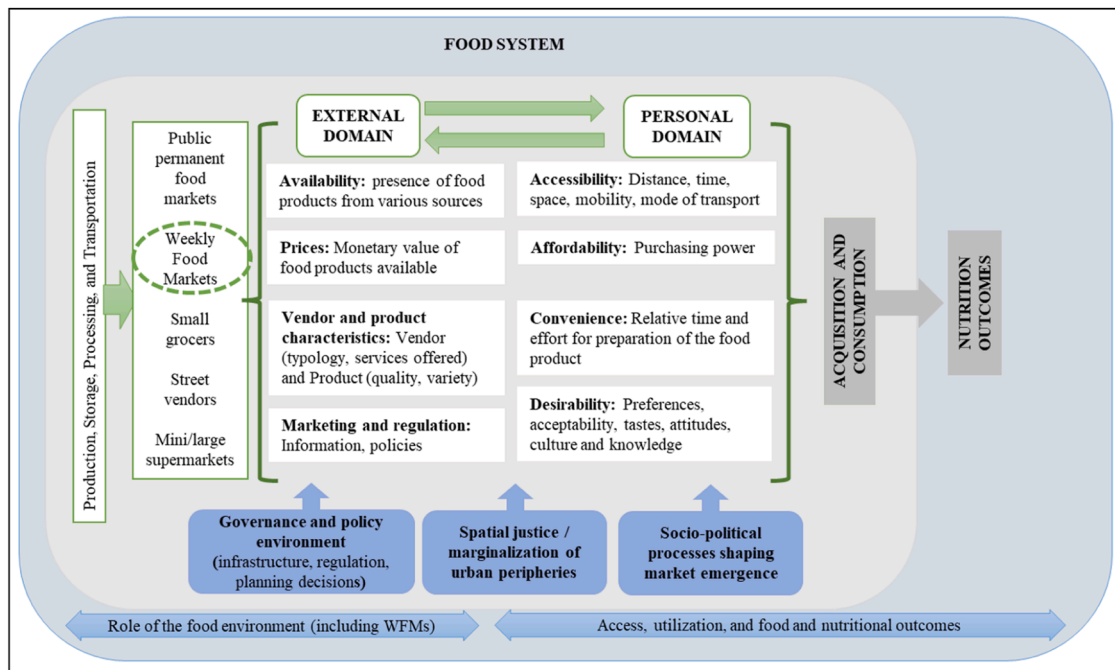 FOOD SYSTEM
Production, Storage, Processing, and Transportation
Public
permanent
food
markets
Weekly
Food
Markets
Small
grocers
Street
vendors
Mini/large
supermarkets
EXTERNAL
DOMAIN
Availability: presence of food
products from various sources
Prices: Monetary value of
food products available
Vendor and product
characteristics: Vendor
(typology, services offered)
and Product (quality, variety)
Marketing and regulation:
Information, policies
PERSONAL
DOMAIN
Accessibility: Distance, time,
space, mobility, mode of transport
Affordability: Purchasing power
Convenience: Relative time and
effort for preparation of the food
product
Desirability: Preferences,
acceptability, tastes, attitudes,
culture and knowledge
ACQUISITION AND
CONSUMPTION
NUTRITION
OUTCOMES
Governance and policy
environment
(infrastructure, regulation,
planning decisions)
Spatial justice /
marginalization of
urban peripheries
Socio-political
processes shaping
market emergence
Role of the food environment (including WFMs)
Access, utilization, and food and nutritional outcomes